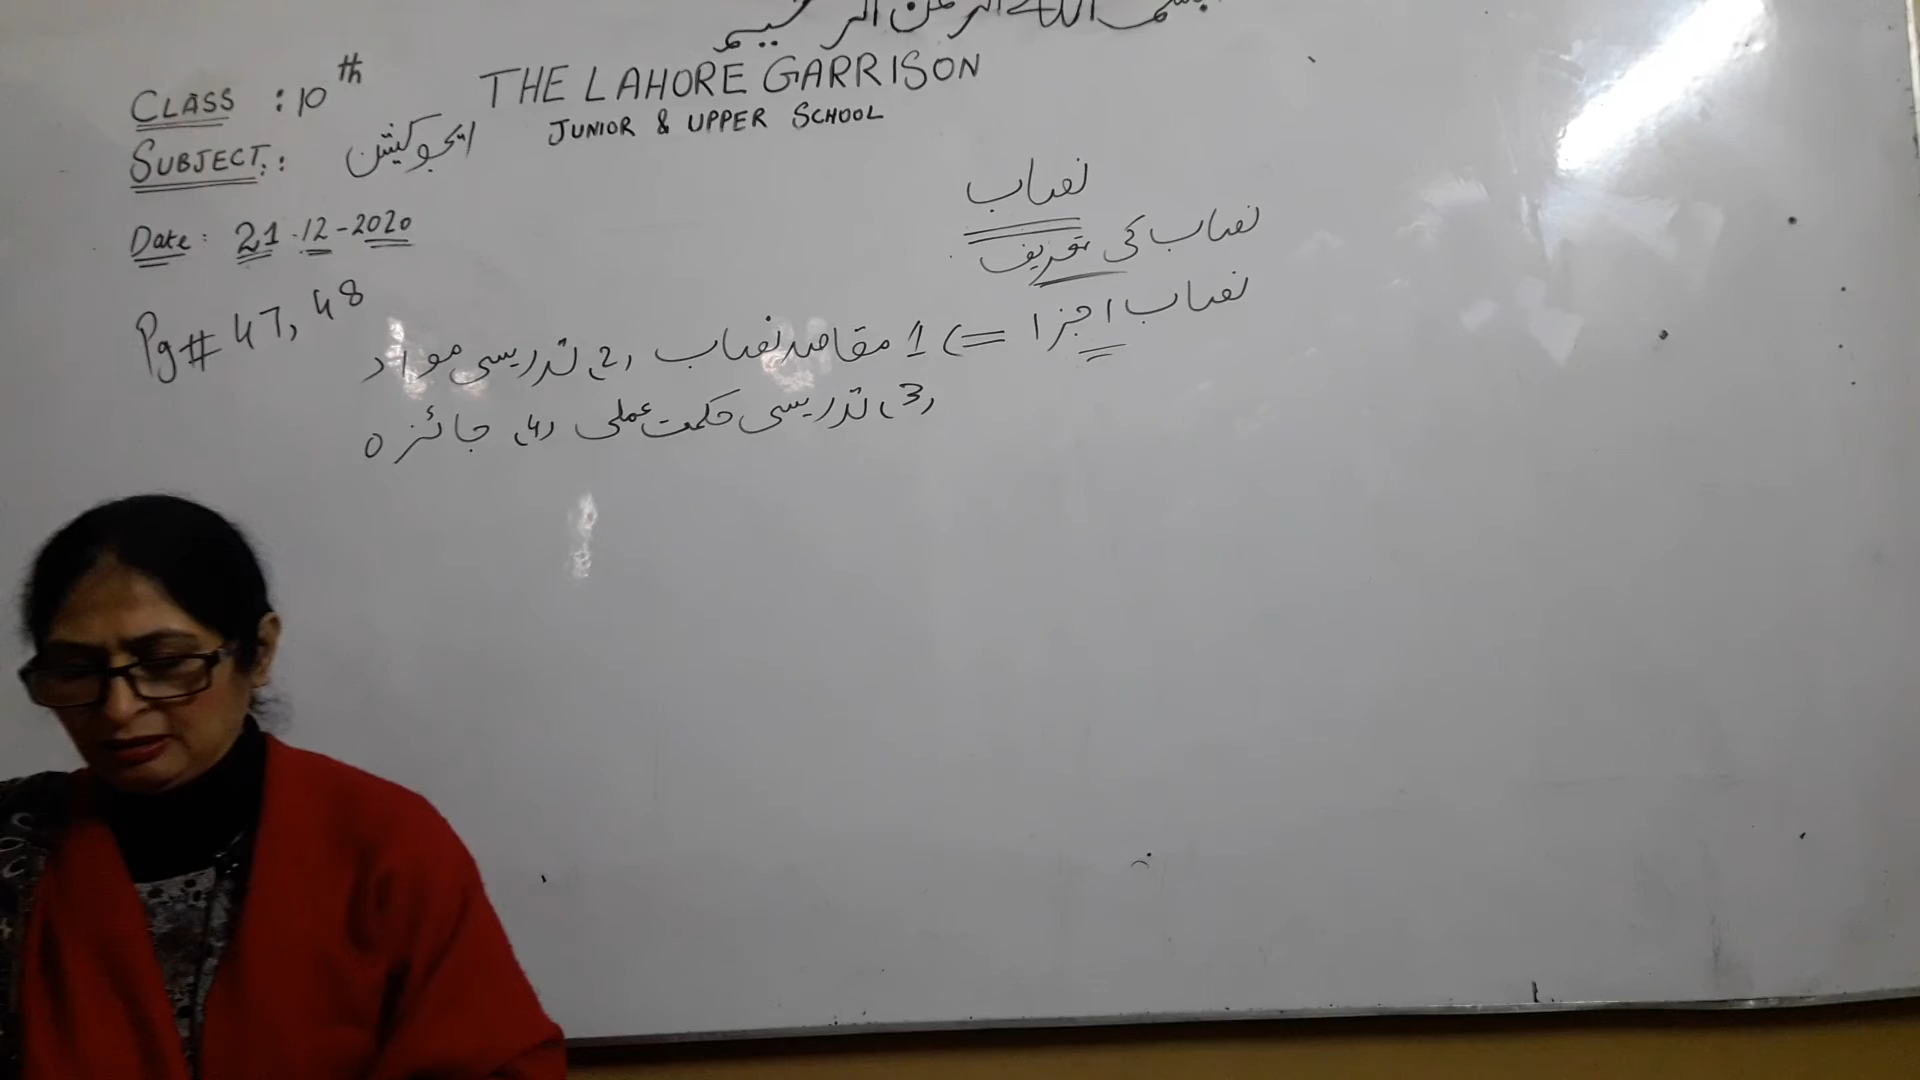 بسم اللہ الرحمن الرحیم
THE LAHORE GARRISON
JUNIOR & UPPER SCHOOL
CLASS : 10th
SUBJECT : ایجوکیشن
Date : 21-12-2020
Pg# 47, 48
نصاب
نصاب کی تعریف
نصاب اجزا => 1 مقاصد نصاب (2) تدریسی مواد
(3) تدریسی حکمت عملی (4) جائزہ